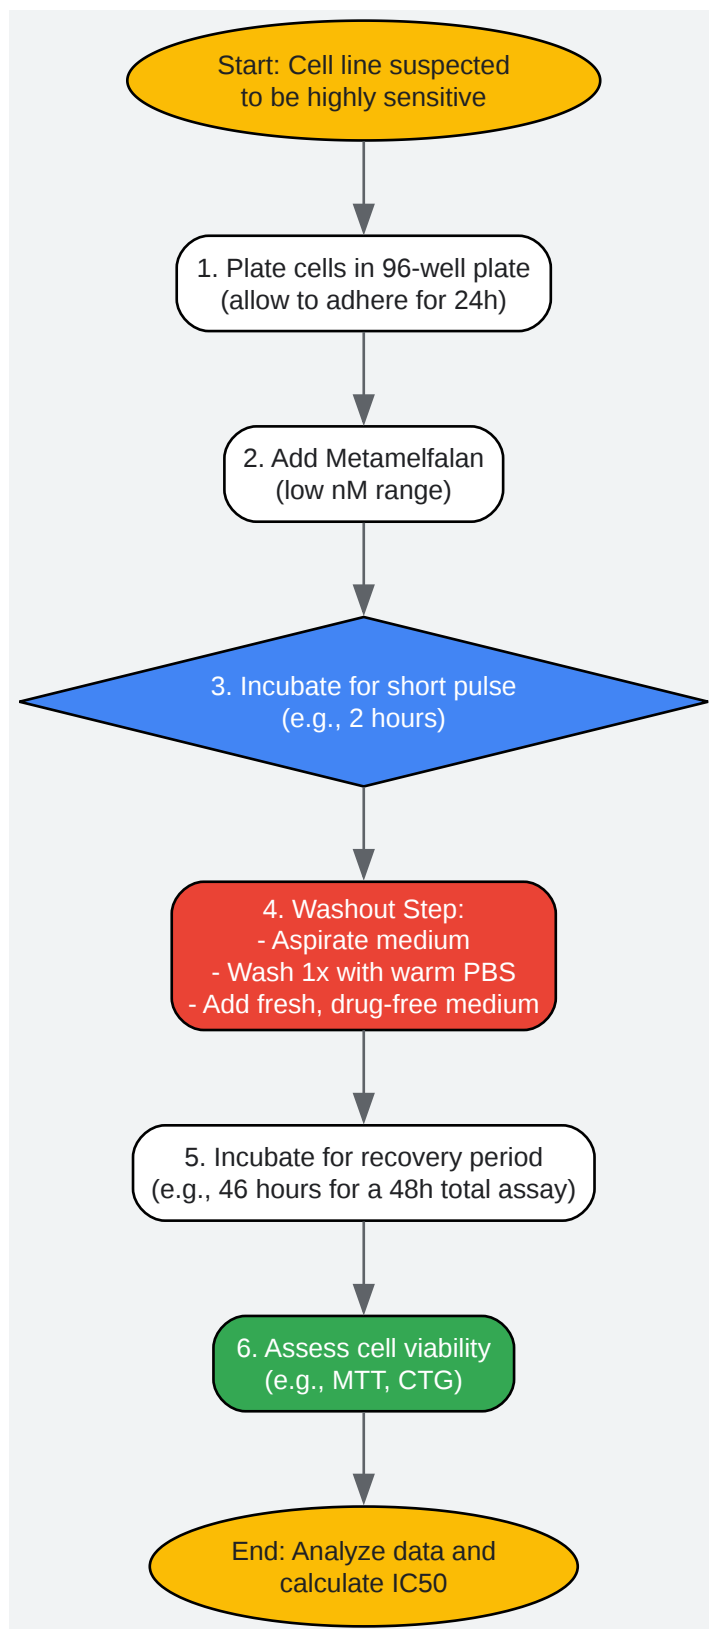 Start: Cell line suspected
to be highly sensitive
1. Plate cells in 96-well plate
(allow to adhere for 24h)
2. Add Metamelfalan
(low nM range)
3. Incubate for short pulse
(e.g., 2 hours)
4. Washout Step:
- Aspirate medium
- Wash 1x with warm PBS
- Add fresh, drug-free medium
5. Incubate for recovery period
(e.g., 46 hours for a 48h total assay)
6. Assess cell viability
(e.g., MTT, CTG)
End: Analyze data and
calculate IC50